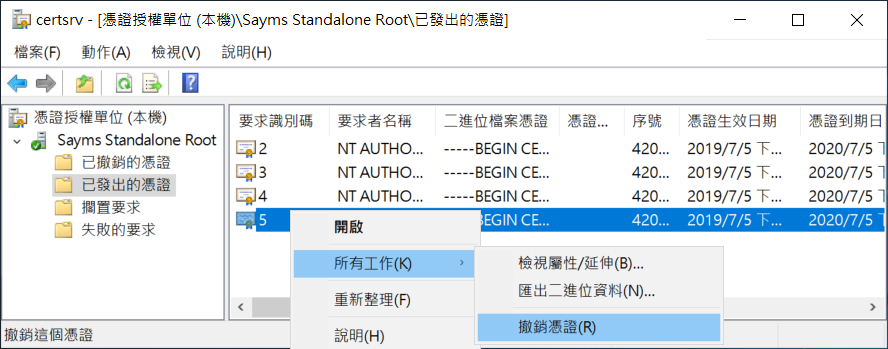 certsrv - [憑證授權單位 (本機)\Sayms Standalone Root\已發出的憑證]
檔案(F) 動作(A) 檢視(V) 說明(H)
憑證授權單位 (本機)
Sayms Standalone Root
已撤銷的憑證
已發出的憑證
擱置要求
失敗的要求
要求識別碼 要求者名稱 二進位檔案憑證 憑證... 序號 憑證生效日期 憑證到期日
2 NT AUTHO... -----BEGIN CE... 420... 2019/7/5 下... 2020/7/5 下...
3 NT AUTHO... -----BEGIN CE... 420... 2019/7/5 下... 2020/7/5 下...
4 NT AUTHO... -----BEGIN CE... 420... 2019/7/5 下... 2020/7/5 下...
5 -----BEGIN CE... 420... 2019/7/5 下... 2020/7/5 下...
開啟
所有工作(K)
重新整理(F)
說明(H)
檢視屬性/延伸(B)...
匯出二進位資料(N)...
撤銷憑證(R)
撤銷這個憑證